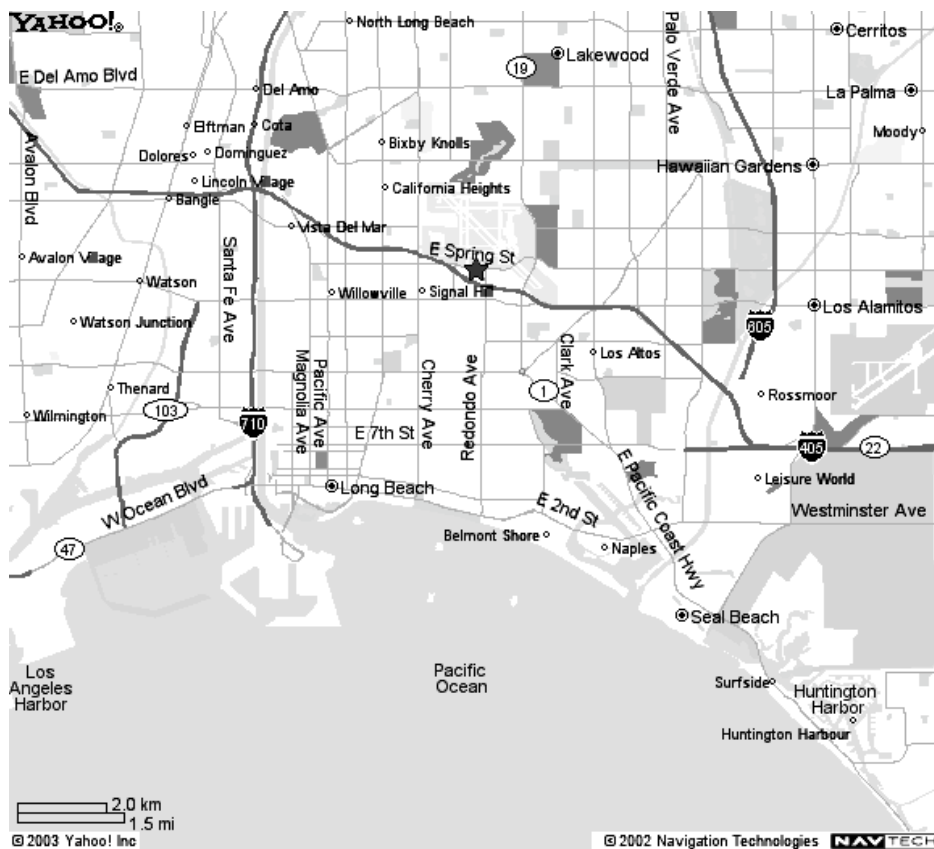 YAHOO!
North Long Beach
Cerritos
Lakewood
19
Palo Verde Ave
E Del Amo Blvd
Del Amo
La Palma
Elftman
Cota
Moody
Avalon Blvd
Dolores
Dominguez
Bixby Knolls
Hawaiian Gardens
Lincoln Village
California Heights
Bangle
Vista Del Mar
E Spring St
Santa Fe Ave
Avalon Village
Watson
Willowville
Signal Hill
Los Alamitos
Watson Junction
605
Pacific Ave
Magnolia Ave
Cherry Ave
Redondo Ave
Clark Ave
Los Altos
Thenard
1
Rossmoor
Wilmington
103
710
E 7th St
405
22
E Pacific Coast Hwy
Long Beach
Leisure World
W Ocean Blvd
E 2nd St
Westminster Ave
47
Belmont Shore
Naples
Seal Beach
Los
Angeles
Harbor
Pacific
Ocean
Surfside
Huntington
Harbor
Huntington Harbour
2.0 km
1.5 mi
© 2003 Yahoo! Inc
© 2002 Navigation Technologies NAVTECH